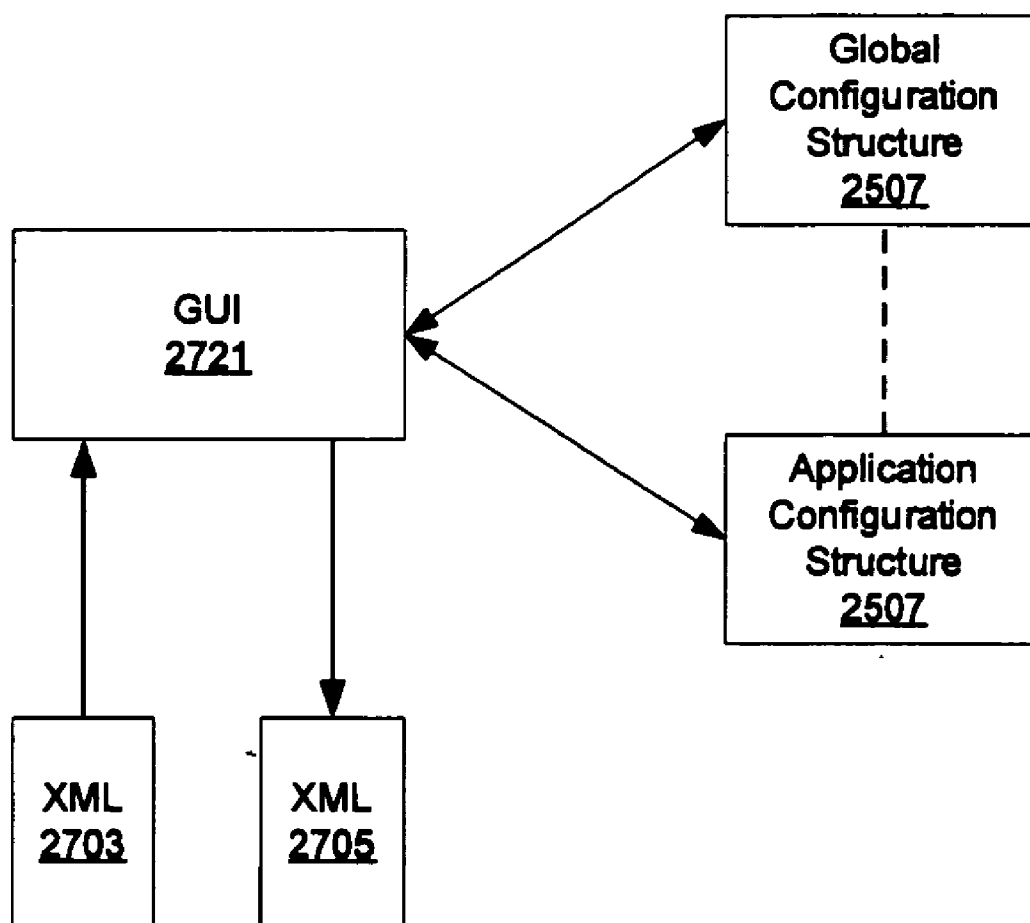 Global
Configuration
Structure
2507
GUI
2721
Application
Configuration
Structure
2507
XML
2703
XML
2705